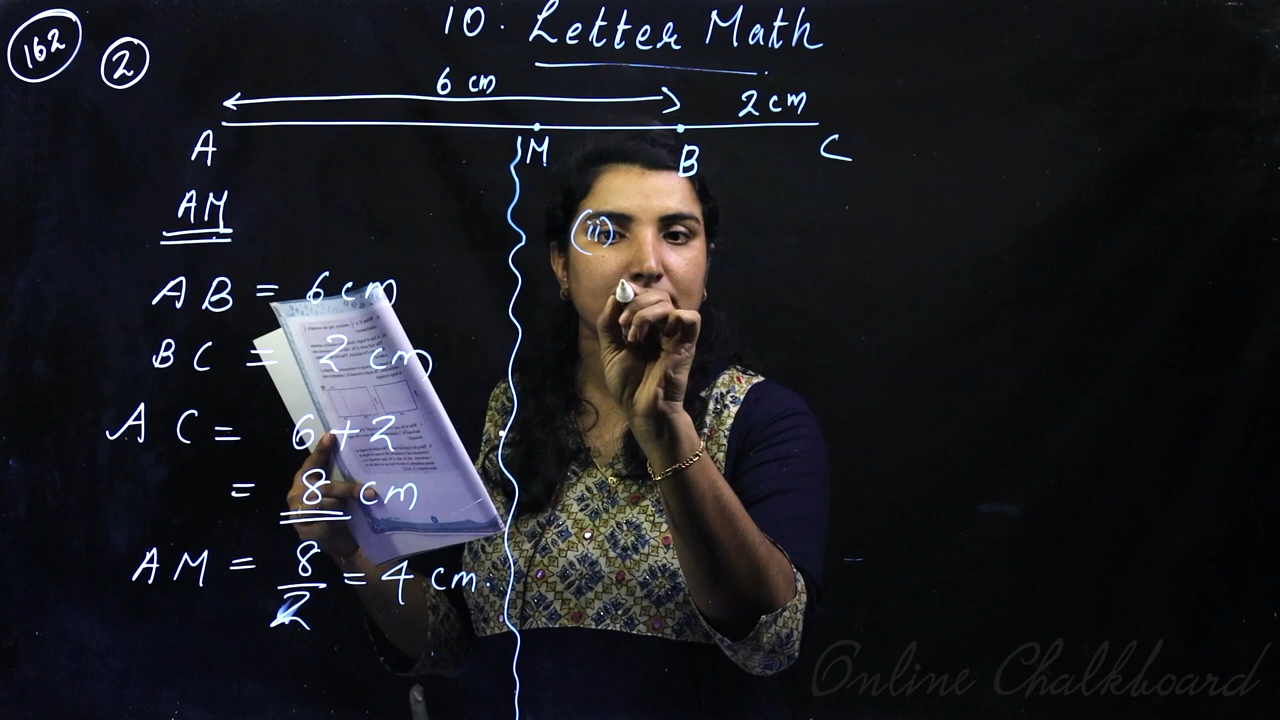 162
2
10. Letter Math
6 cm
2 cm
A M B C
AM
AB = 6 cm
BC = 2 cm
AC = 6+2
= 8 cm
AM = 8/2 = 4 cm.
(ii)
Online Chalkboard